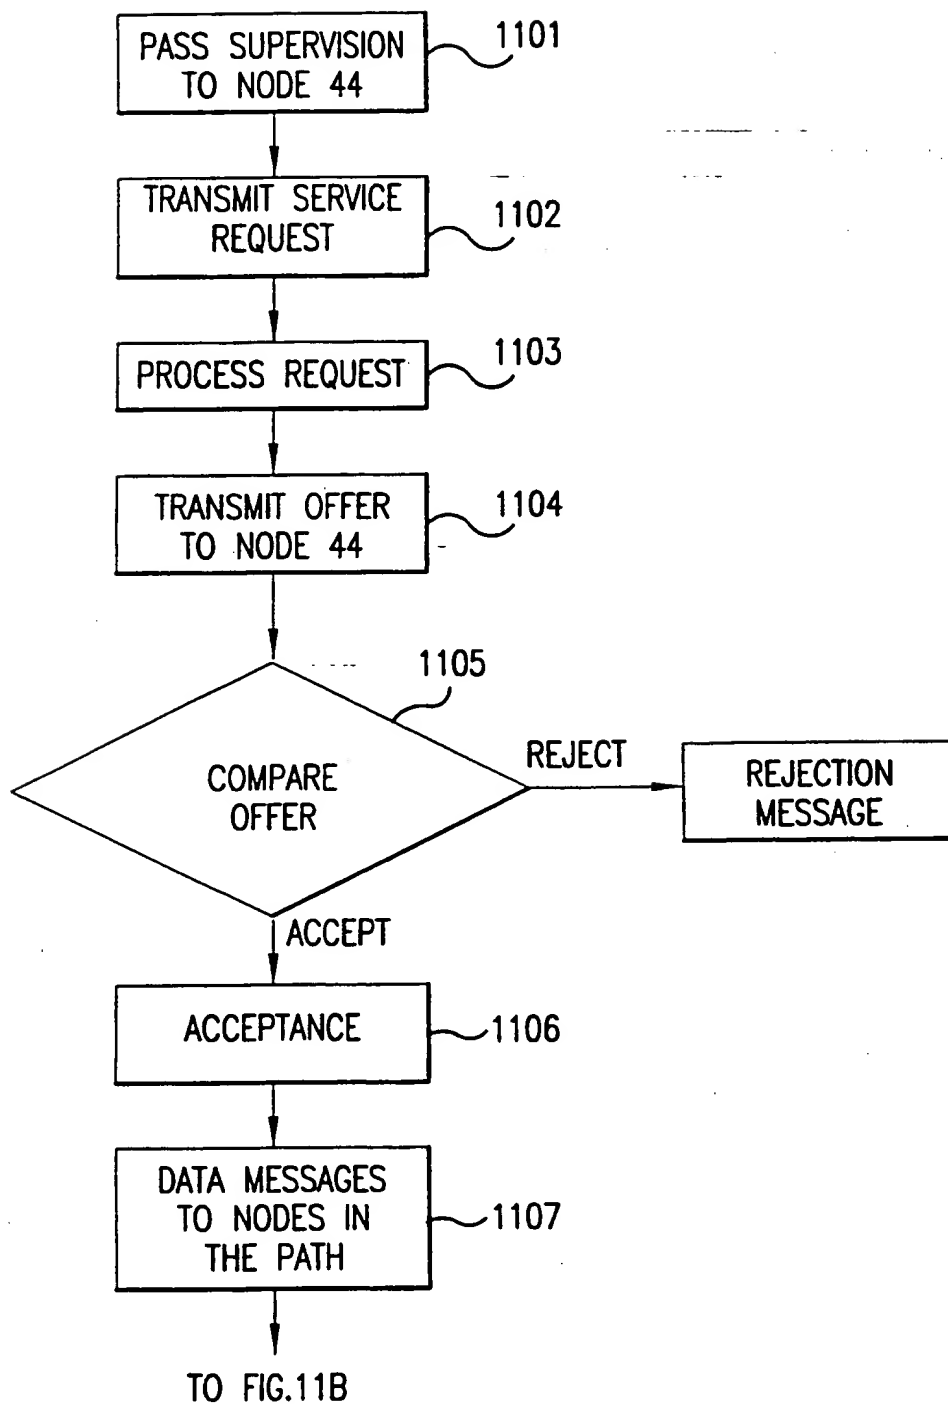 PASS SUPERVISION
TO NODE 44
1101
TRANSMIT SERVICE
REQUEST
1102
PROCESS REQUEST
1103
TRANSMIT OFFER
TO NODE 44
1104
1105
COMPARE
OFFER
REJECT
REJECTION
MESSAGE
ACCEPT
ACCEPTANCE
1106
DATA MESSAGES
TO NODES IN
THE PATH
1107
TO FIG.11B